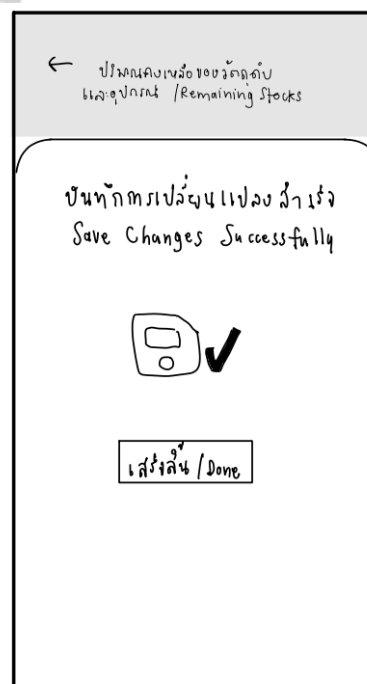 ← ปริมาณคงเหลือของวัตถุดิบ
และอุปกรณ์ /Remaining Stocks
บันทึกการเปลี่ยนแปลงสำเร็จ
Save Changes Successfully
เสร็จสิ้น /Done